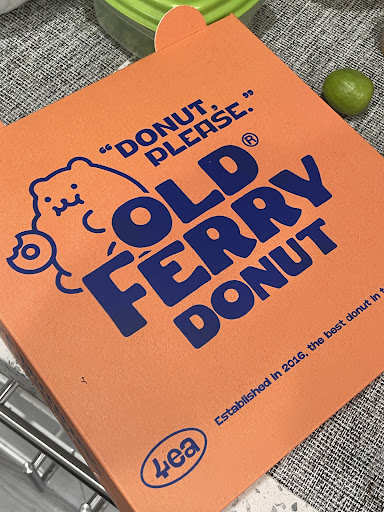 "DONUT,
PLEASE."
OLD®
FERRY
DONUT
Established in 2016, the best donut in
4ea